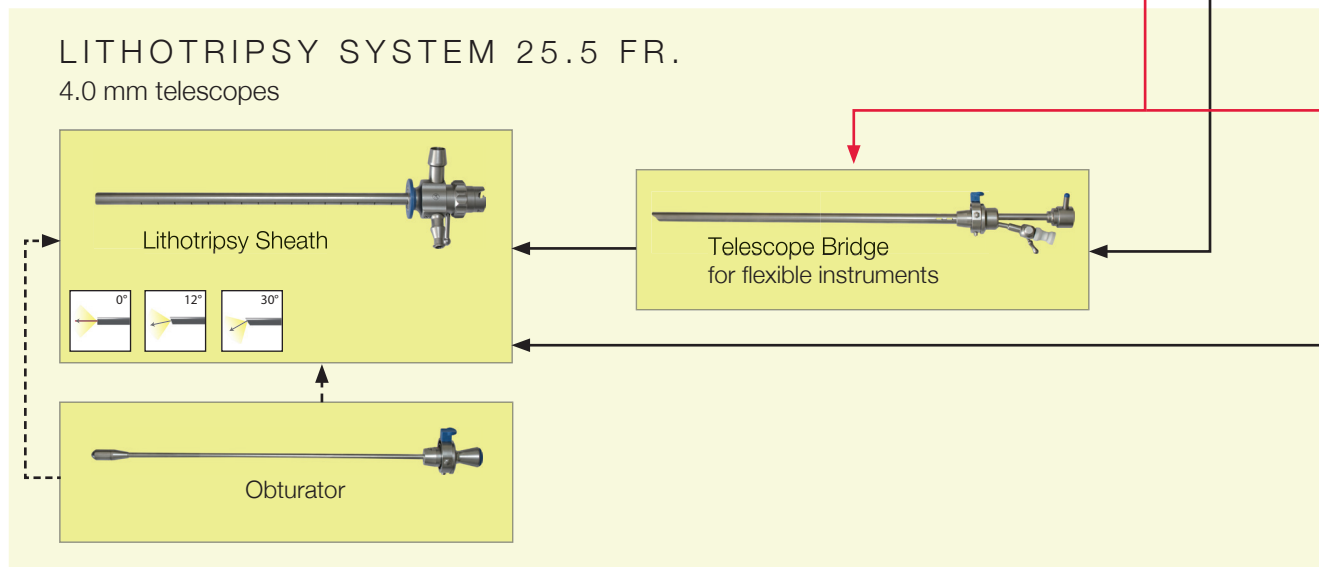 LITHOTRIPSY SYSTEM 25.5 FR.
4.0 mm telescopes
Lithotripsy Sheath
0°
12°
30°
Telescope Bridge
for flexible instruments
Obturator